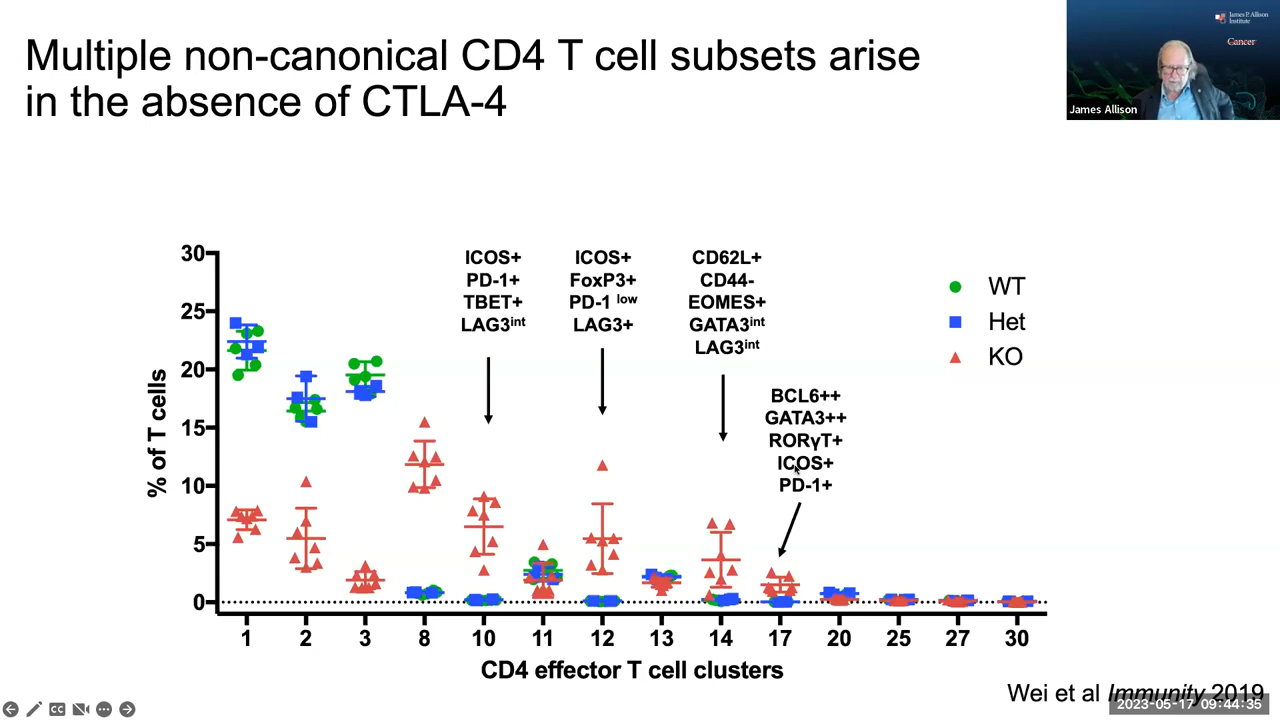 Multiple non-canonical CD4 T cell subsets arise
in the absence of CTLA-4
James P. Allison
Institute
Cancer
James Allison
30
25
20
15
10
5
0
% of T cells
ICOS+
PD-1+
TBET+
LAG3int
ICOS+
FoxP3+
PD-1 low
LAG3+
CD62L+
CD44-
EOMES+
GATA3int
LAG3int
BCL6++
GATA3++
RORγT+
ICOS+
PD-1+
WT
Het
KO
1 2 3 8 10 11 12 13 14 17 20 25 27 30
CD4 effector T cell clusters
Wei et al Immunity 2019
CC
2023-05-17 09:44:35